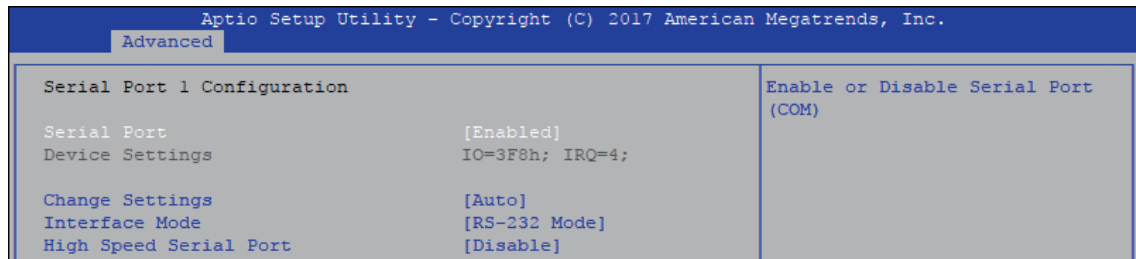 Aptio Setup Utility - Copyright (C) 2017 American Megatrends, Inc.
Advanced
Serial Port 1 Configuration
Enable or Disable Serial Port
(COM)
Serial Port [Enabled]
Device Settings IO=3F8h; IRQ=4;
Change Settings [Auto]
Interface Mode [RS-232 Mode]
High Speed Serial Port [Disable]